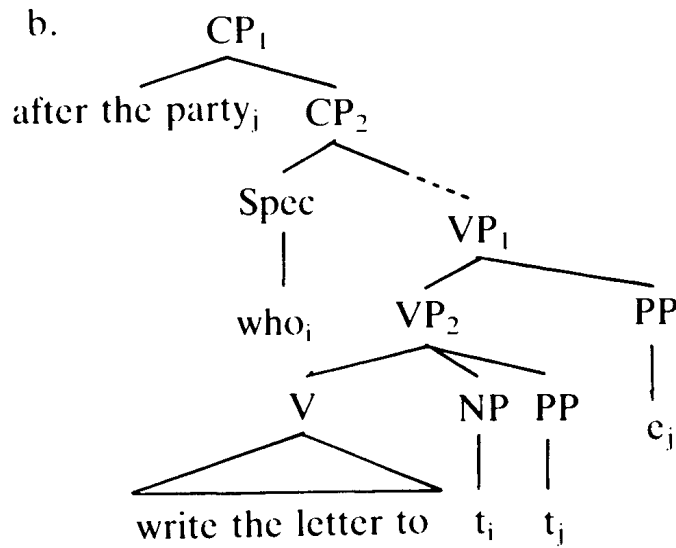 b.
CP₁
after the partyⱼ CP₂
Spec
VP₁
whoᵢ VP₂ PP
V NP PP
eⱼ
write the letter to tᵢ tⱼ